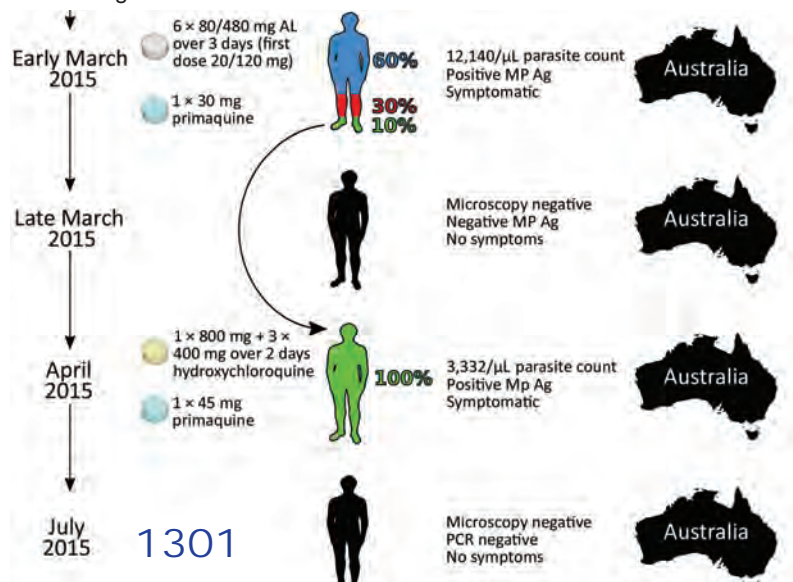 Early March
2015
6 × 80/480 mg AL
over 3 days (first
dose 20/120 mg)
1 × 30 mg
primaquine
60%
30%
10%
12,140/µL parasite count
Positive MP Ag
Symptomatic
Australia
Late March
2015
Microscopy negative
Negative MP Ag
No symptoms
Australia
April
2015
1 × 800 mg + 3 ×
400 mg over 2 days
hydroxychloroquine
1 × 45 mg
primaquine
100%
3,332/µL parasite count
Positive Mp Ag
Symptomatic
Australia
July
2015
1301
Microscopy negative
PCR negative
No symptoms
Australia